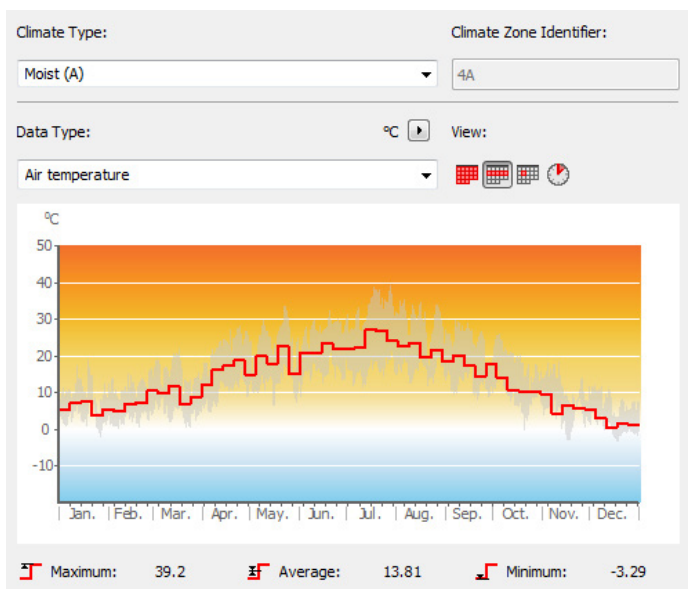 Climate Type: Climate Zone Identifier:
Moist (A) 4A
Data Type: ºC View:
Air temperature
ºC
50
40
30
20
10
0
-10
Jan. Feb. Mar. Apr. May. Jun. Jul. Aug. Sep. Oct. Nov. Dec.
Maximum: 39.2 Average: 13.81 Minimum: -3.29